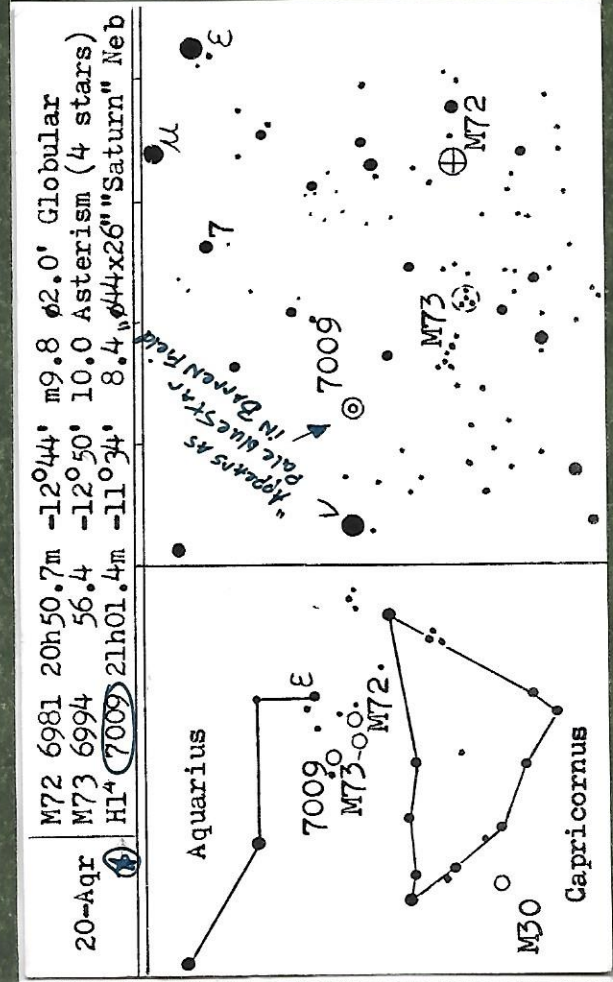 20-Aqr
M72 6981 20h50.7m -12°44' m9.8 ø2.0' Globular
M73 6994 56.4 -12°50' 10.0 Asterism (4 stars)
H1⁴ 7009 21h01.4m -11°34' 8.4 ø44x26" "Saturn" Neb
Aquarius
ε
7009
M73
M72
M30
Capricornus
ε
μ
7
"Appears as
Pale blue Star
in Barren Field"
7009
ν
M73
M72